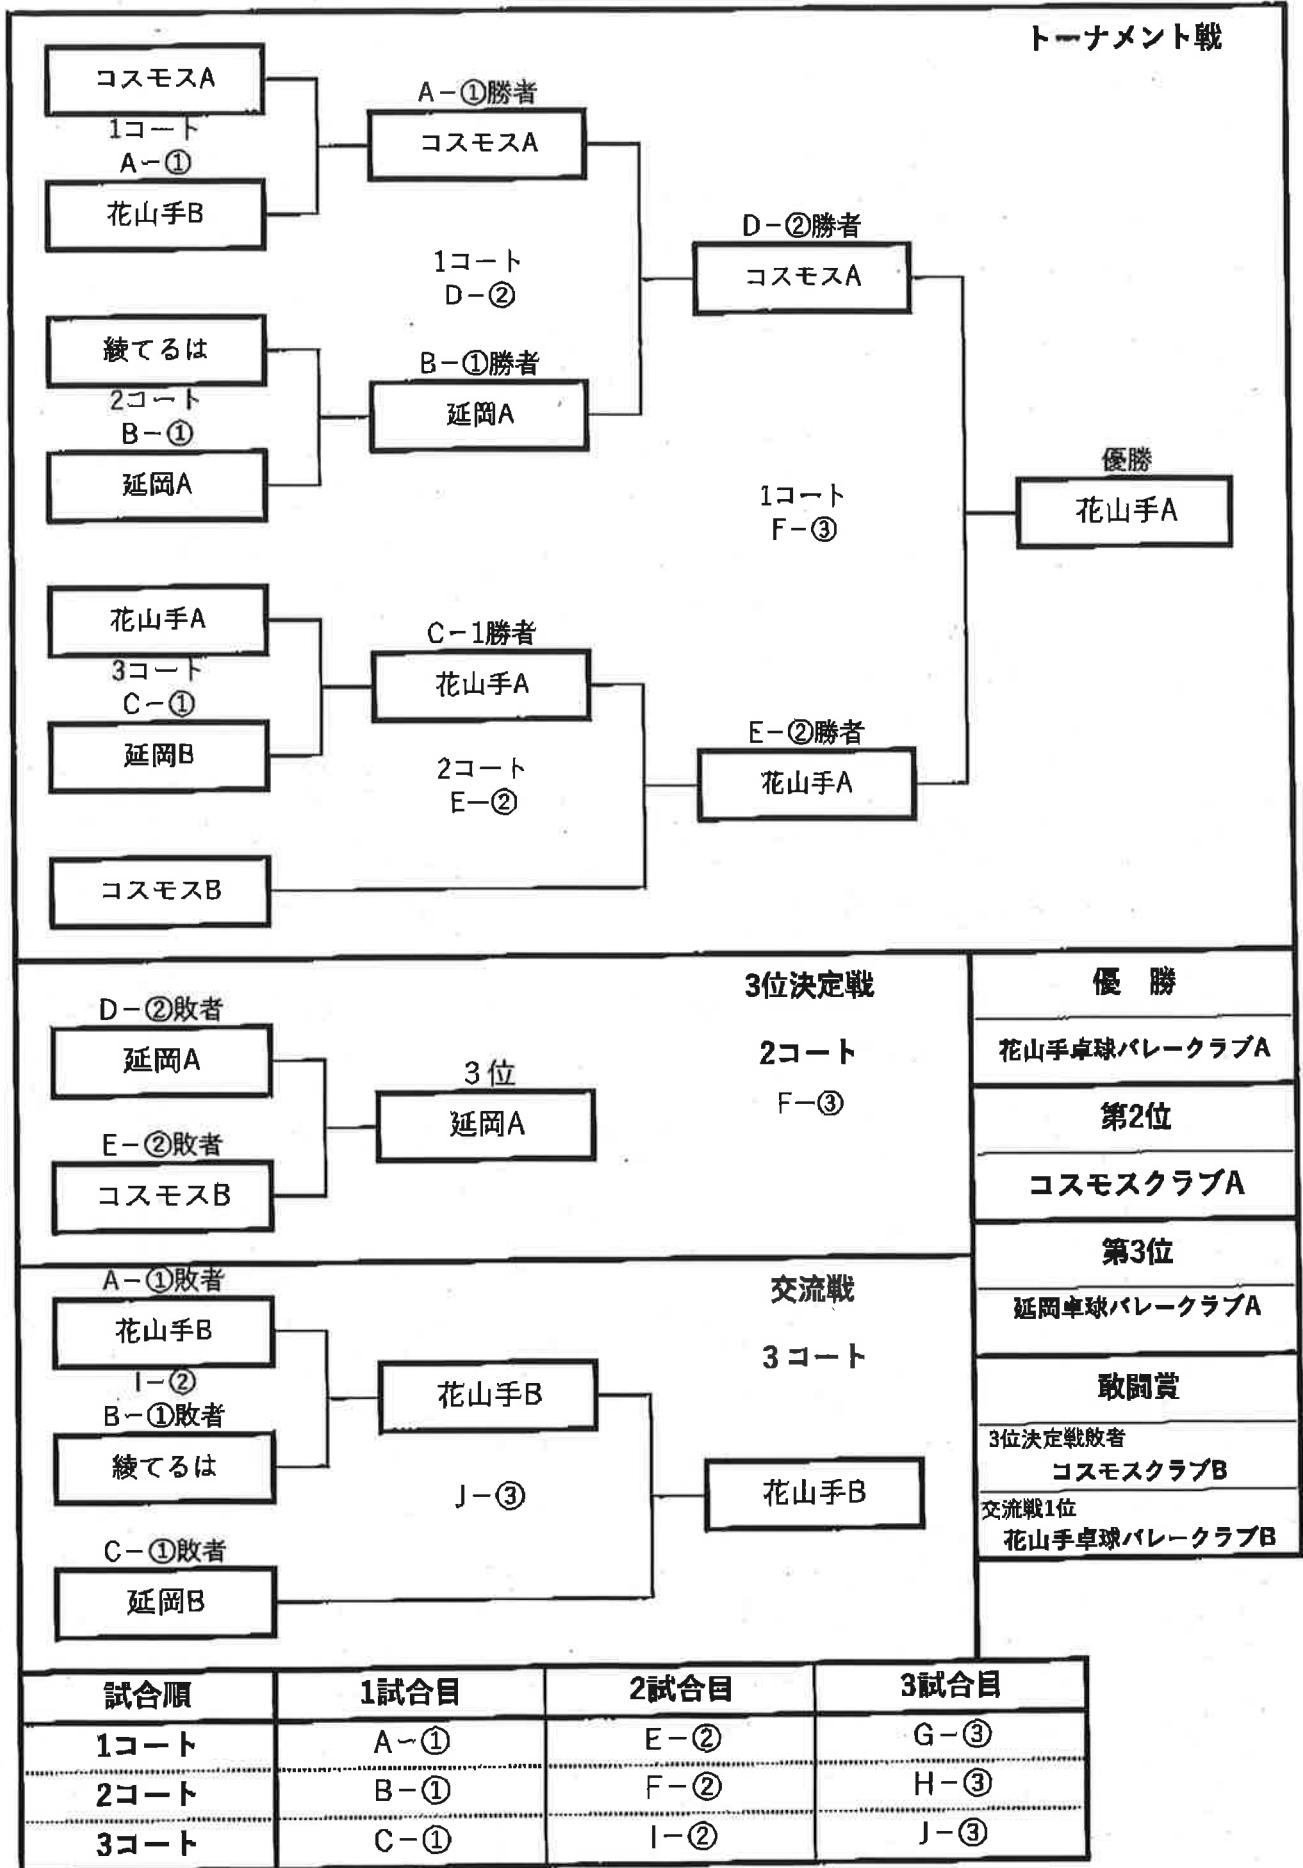 トーナメント戦
コスモスA
1コート
A-①
花山手B
A-①勝者
コスモスA
1コート
D-②
綾てるは
2コート
B-①
延岡A
B-①勝者
延岡A
D-②勝者
コスモスA
1コート
F-③
優勝
花山手A
花山手A
3コート
C-①
延岡B
C-1勝者
花山手A
2コート
E-②
E-②勝者
花山手A
コスモスB
3位決定戦
2コート
F-③
D-②敗者
延岡A
E-②敗者
コスモスB
3位
延岡A
交流戦
3コート
A-①敗者
花山手B
I-②
B-①敗者
綾てるは
花山手B
J-③
C-①敗者
延岡B
花山手B
優 勝
花山手卓球バレークラブA
第2位
コスモスクラブA
第3位
延岡卓球バレークラブA
敢闘賞
3位決定戦敗者
コスモスクラブB
交流戦1位
花山手卓球バレークラブB
試合順 1試合目 2試合目 3試合目
1コート A-① E-② G-③
2コート B-① F-② H-③
3コート C-① I-② J-③